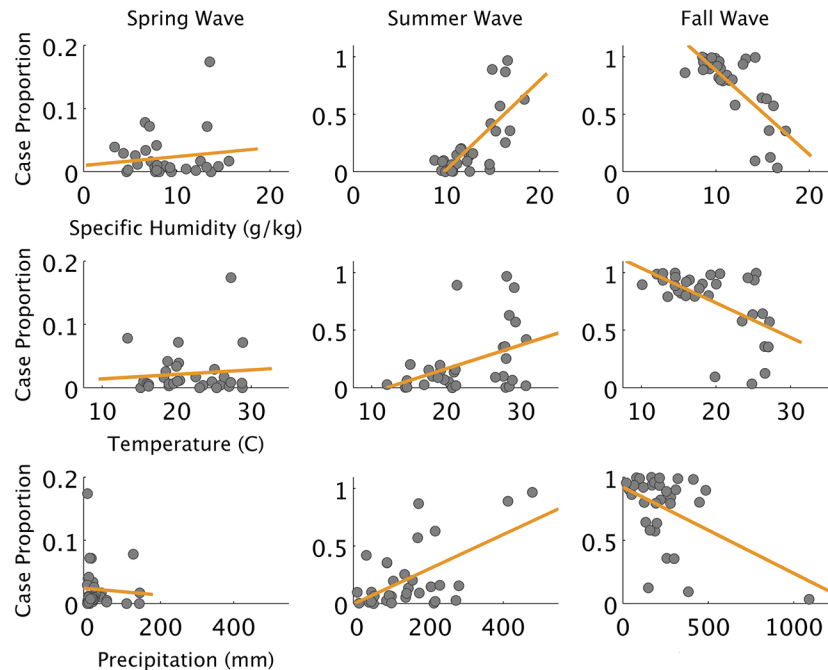 Spring Wave Summer Wave Fall Wave
Case Proportion
0.2 1 1
0.1 0.5 0.5
0 0 0
0 10 20 0 10 20 0 10 20
Specific Humidity (g/kg)
Case Proportion
0.2 1 1
0.1 0.5 0.5
0 0 0
10 20 30 10 20 30 10 20 30
Temperature (C)
Case Proportion
0.2 1 1
0.1 0.5 0.5
0 0 0
0 200 400 0 200 400 0 500 1000
Precipitation (mm)